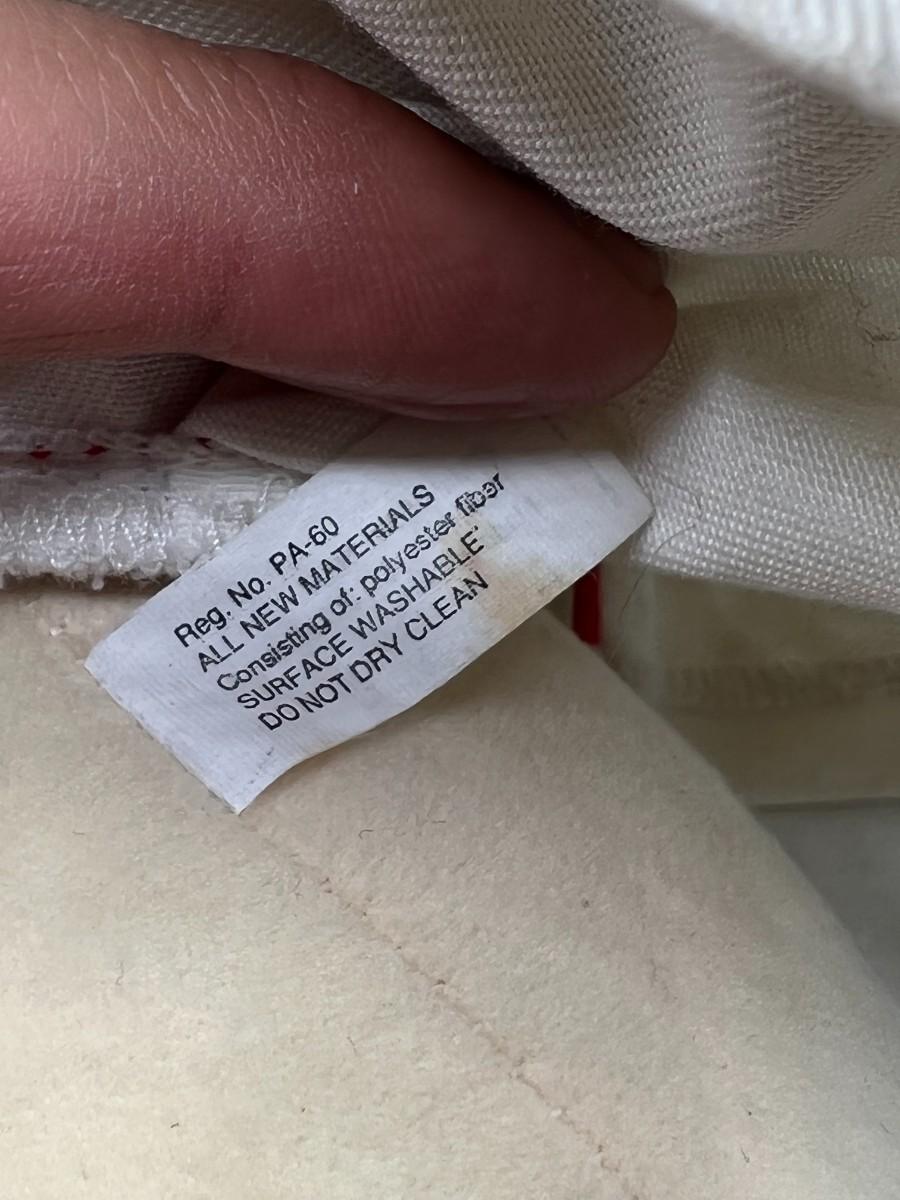 Reg. No. PA-60
ALL NEW MATERIALS
Consisting of: polyester fiber
SURFACE WASHABLE
DO NOT DRY CLEAN